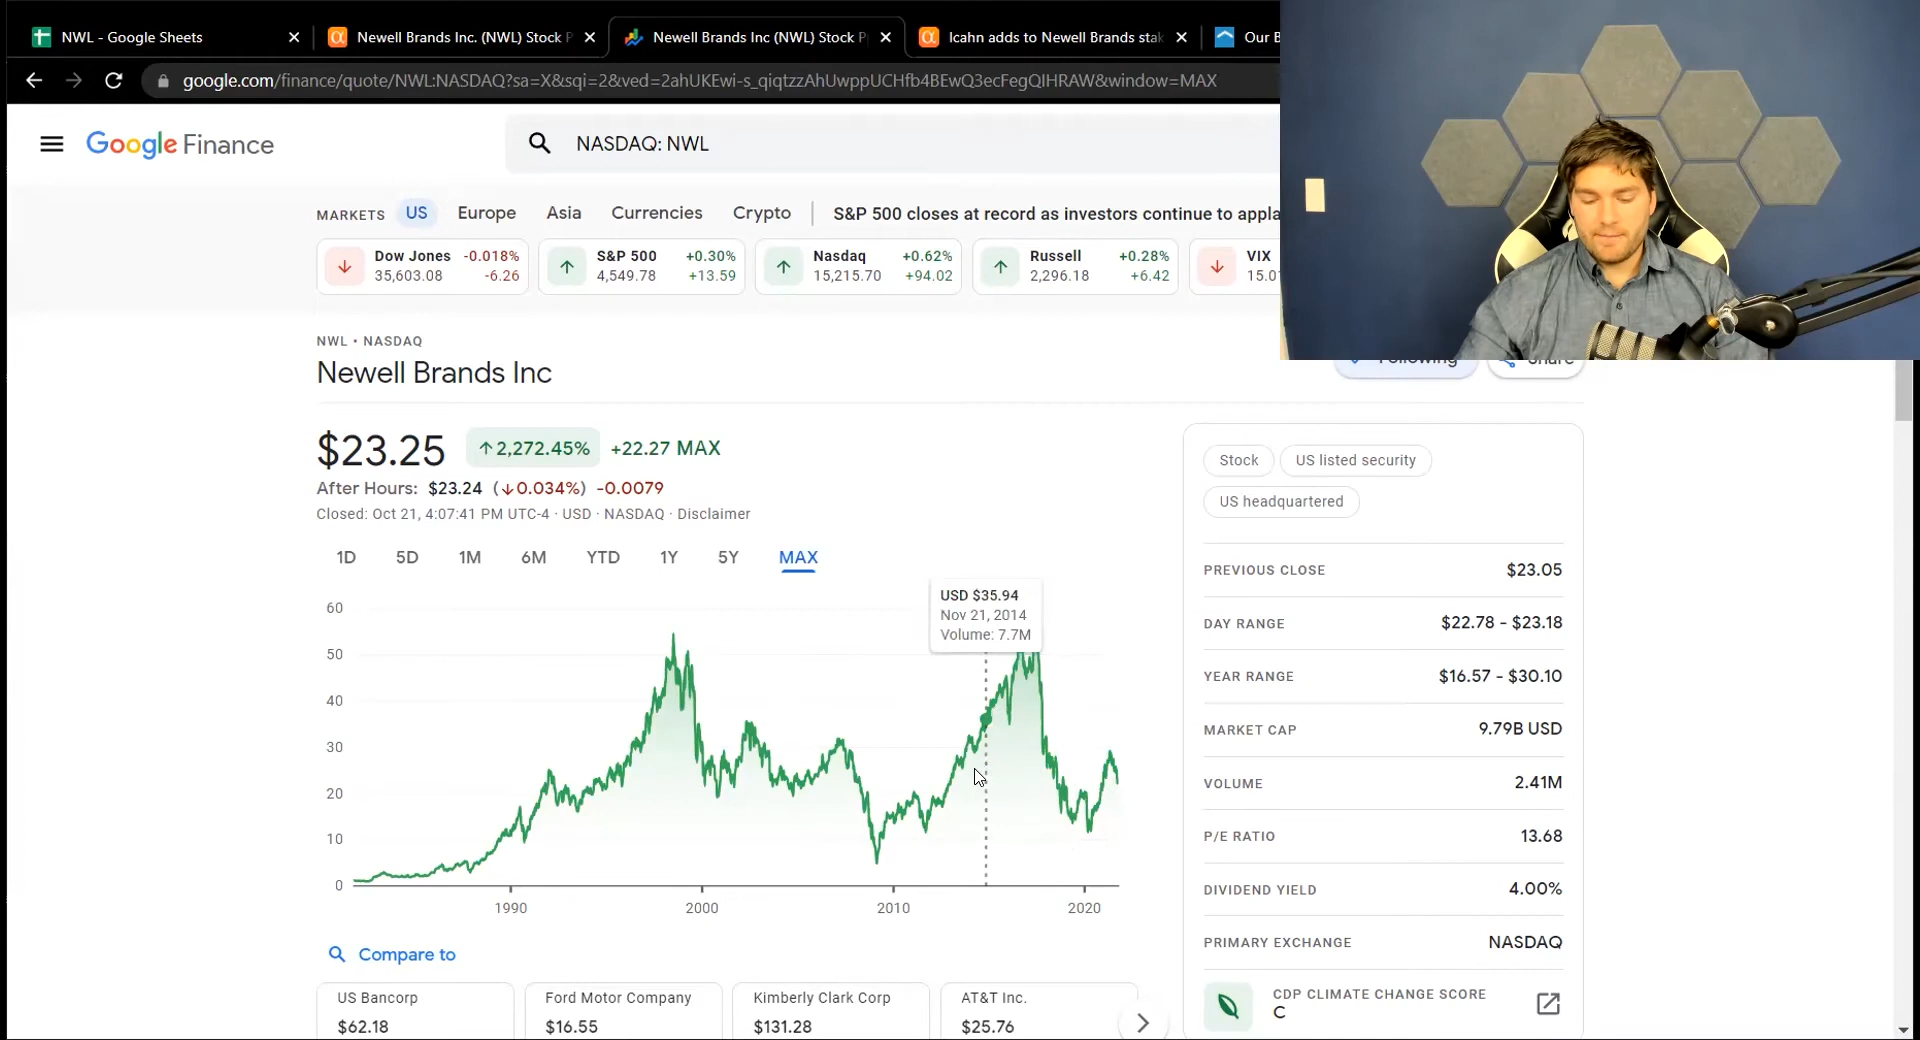 NWL - Google Sheets
Newell Brands Inc. (NWL) Stock P
Newell Brands Inc (NWL) Stock P
Icahn adds to Newell Brands stak
Our B
google.com/finance/quote/NWL:NASDAQ?sa=X&sqi=2&ved=2ahUKEwi-s_qiqtzzAhUwppUCHfb4BEwQ3ecFegQIHRAW&window=MAX
Google Finance
NASDAQ: NWL
MARKETS US Europe Asia Currencies Crypto S&P 500 closes at record as investors continue to appla
Dow Jones -0.018%
35,603.08 -6.26
S&P 500 +0.30%
4,549.78 +13.59
Nasdaq +0.62%
15,215.70 +94.02
Russell +0.28%
2,296.18 +6.42
VIX
15.01
NWL • NASDAQ
Newell Brands Inc
Following
Share
$23.25 2,272.45% +22.27 MAX
After Hours: $23.24 (↓0.034%) -0.0079
Closed: Oct 21, 4:07:41 PM UTC-4 · USD · NASDAQ · Disclaimer
1D 5D 1M 6M YTD 1Y 5Y MAX
USD $35.94
Nov 21, 2014
Volume: 7.7M
60
50
40
30
20
10
0
1990 2000 2010 2020
Compare to
US Bancorp
$62.18
Ford Motor Company
$16.55
Kimberly Clark Corp
$131.28
AT&T Inc.
$25.76
Stock US listed security
US headquartered
PREVIOUS CLOSE $23.05
DAY RANGE $22.78 - $23.18
YEAR RANGE $16.57 - $30.10
MARKET CAP 9.79B USD
VOLUME 2.41M
P/E RATIO 13.68
DIVIDEND YIELD 4.00%
PRIMARY EXCHANGE NASDAQ
CDP CLIMATE CHANGE SCORE
C